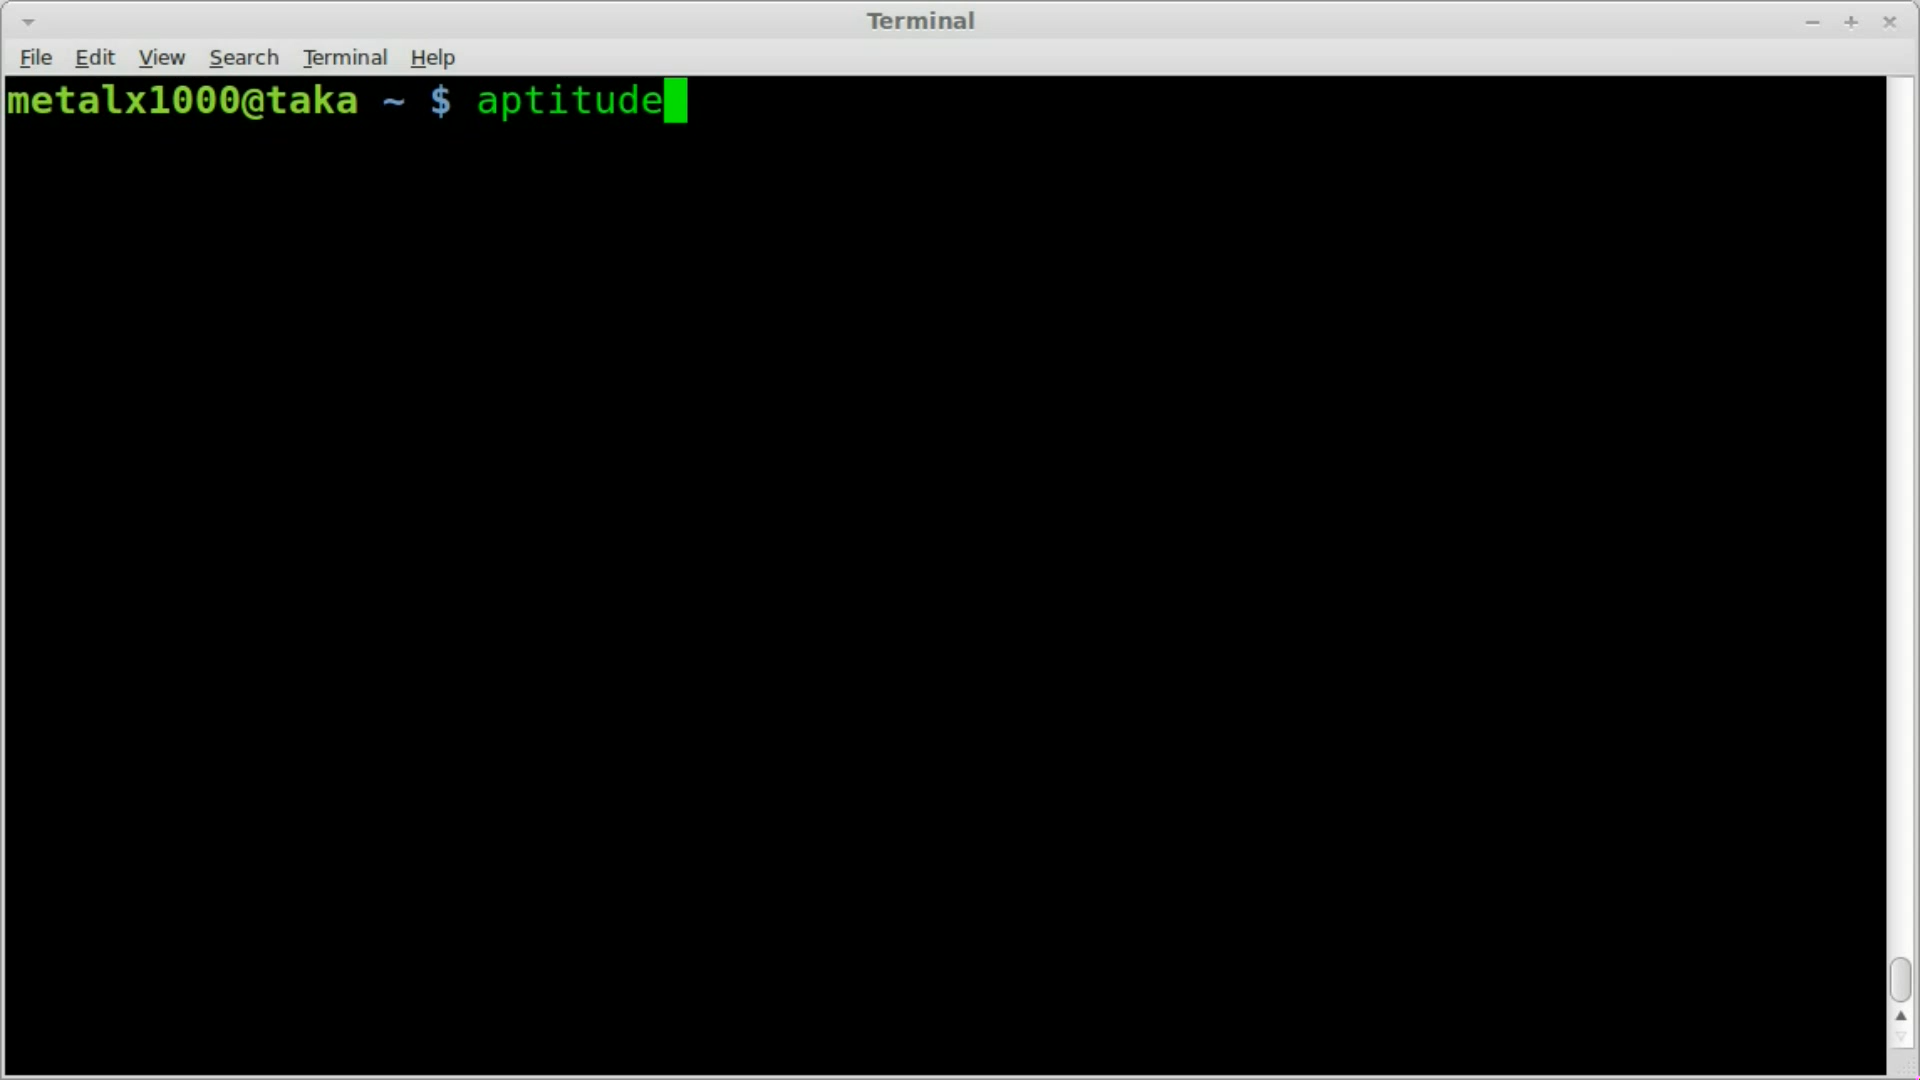 Terminal
File Edit View Search Terminal Help
metalx1000@taka ~ $ aptitude